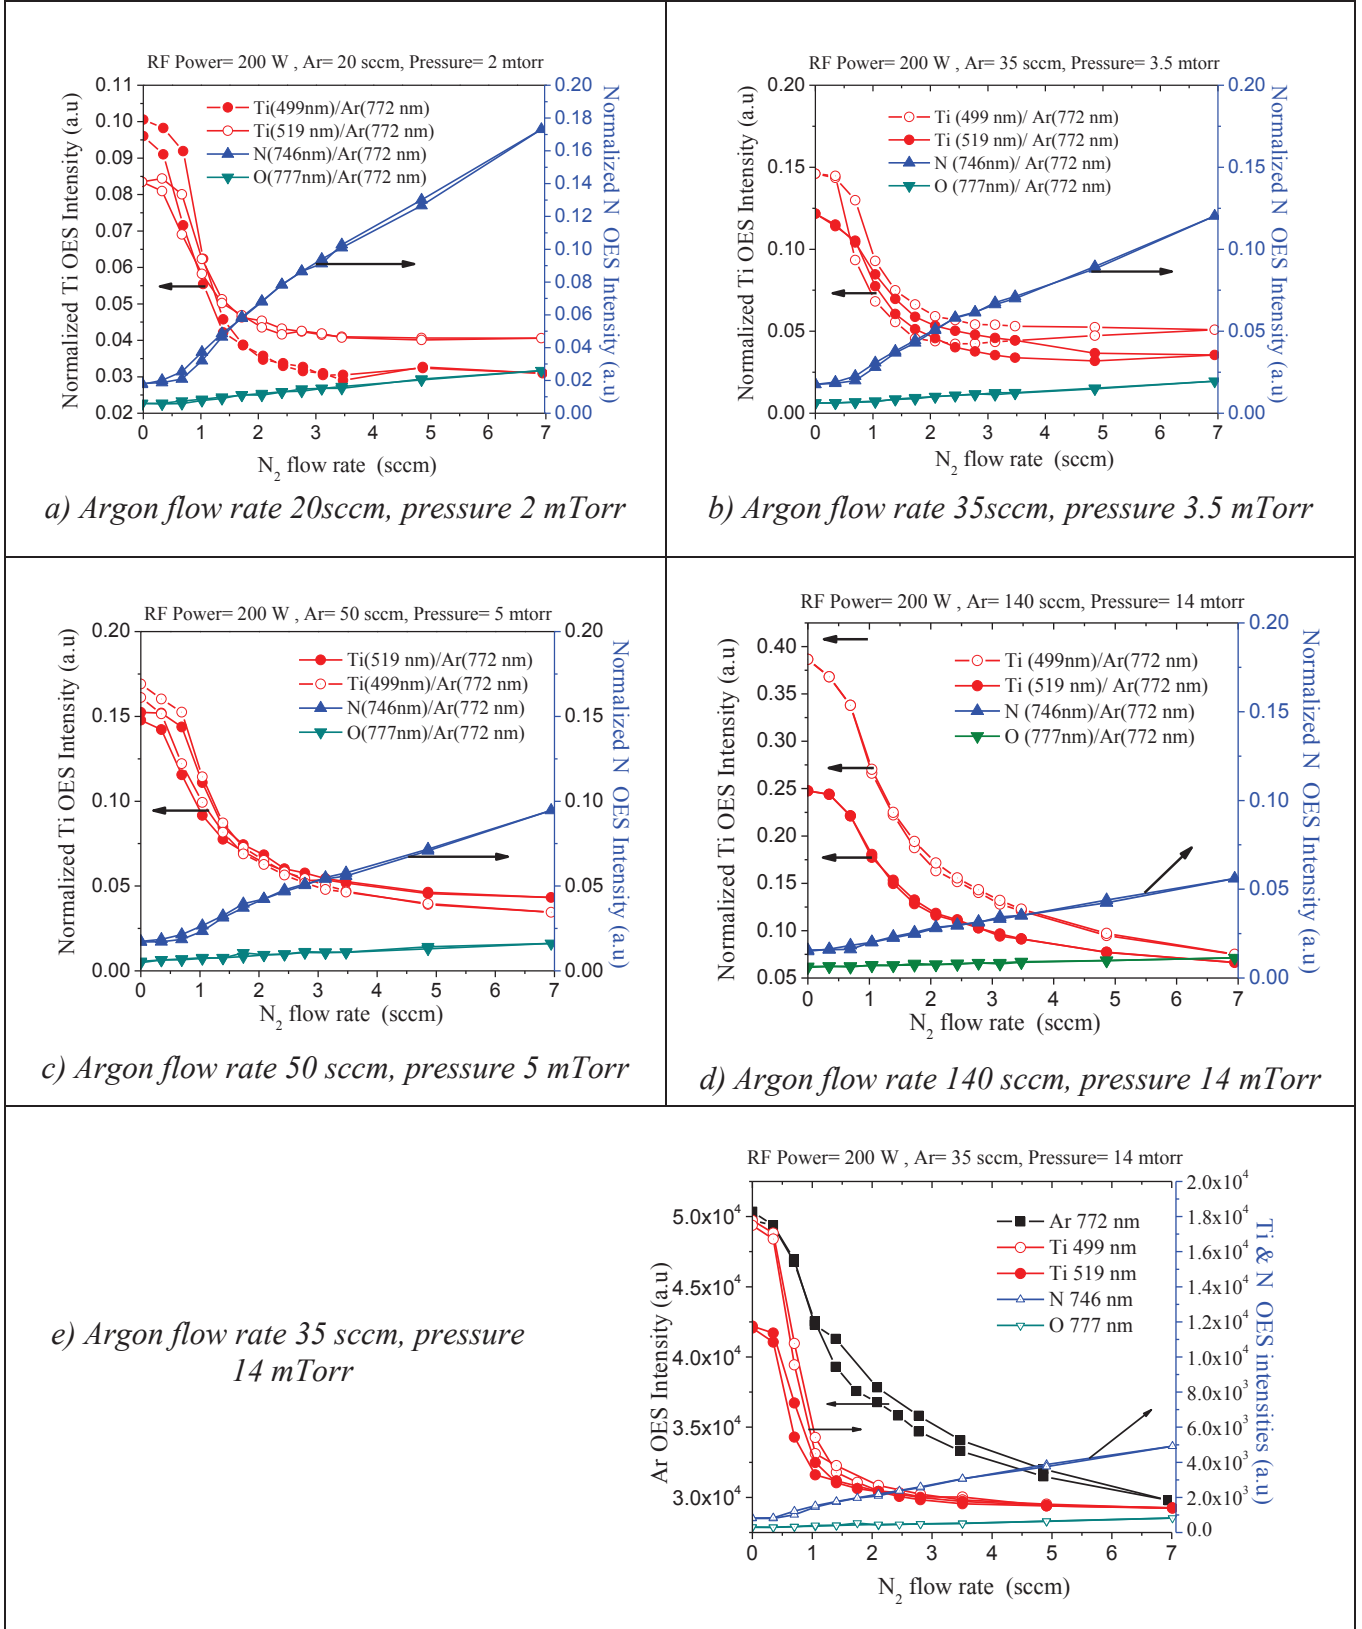 RF Power= 200 W , Ar= 20 sccm, Pressure= 2 mtorr
Normalized Ti OES Intensity (a.u)
0.11
0.10
0.09
0.08
0.07
0.06
0.05
0.04
0.03
0.02
Ti(499nm)/Ar(772 nm)
Ti(519 nm)/Ar(772 nm)
N(746nm)/Ar(772 nm)
O(777nm)/Ar(772 nm)
0.20
0.18
0.16
0.14
0.12
0.10
0.08
0.06
0.04
0.02
0.00
Normalized N OES Intensity (a.u)
0 1 2 3 4 5 6 7
N2 flow rate (sccm)
a) Argon flow rate 20sccm, pressure 2 mTorr
RF Power= 200 W , Ar= 35 sccm, Pressure= 3.5 mtorr
Normalized Ti OES Intensity (a.u)
0.20
0.15
0.10
0.05
0.00
Ti (499 nm)/ Ar(772 nm)
Ti (519 nm)/ Ar(772 nm)
N (746nm)/ Ar(772 nm)
O (777nm)/ Ar(772 nm)
0.20
0.15
0.10
0.05
0.00
Normalized N OES Intensity (a.u)
0 1 2 3 4 5 6 7
N2 flow rate (sccm)
b) Argon flow rate 35sccm, pressure 3.5 mTorr
RF Power= 200 W , Ar= 50 sccm, Pressure= 5 mtorr
Normalized Ti OES Intensity (a.u)
0.20
0.15
0.10
0.05
0.00
Ti(519 nm)/Ar(772 nm)
Ti(499nm)/Ar(772 nm)
N(746nm)/Ar(772 nm)
O(777nm)/Ar(772 nm)
0.20
0.15
0.10
0.05
0.00
Normalized N OES Intensity (a.u)
0 1 2 3 4 5 6 7
N2 flow rate (sccm)
c) Argon flow rate 50 sccm, pressure 5 mTorr
RF Power= 200 W , Ar= 140 sccm, Pressure= 14 mtorr
Normalized Ti OES Intensity (a.u)
0.40
0.35
0.30
0.25
0.20
0.15
0.10
0.05
Ti (499nm)/Ar(772 nm)
Ti (519 nm)/ Ar(772 nm)
N (746nm)/Ar(772 nm)
O (777nm)/Ar(772 nm)
0.20
0.15
0.10
0.05
0.00
Normalized N OES Intensity (a.u)
0 1 2 3 4 5 6 7
N2 flow rate (sccm)
d) Argon flow rate 140 sccm, pressure 14 mTorr
e) Argon flow rate 35 sccm, pressure
14 mTorr
RF Power= 200 W , Ar= 35 sccm, Pressure= 14 mtorr
Ar OES Intensity (a.u)
5.0x10^4
4.5x10^4
4.0x10^4
3.5x10^4
3.0x10^4
Ar 772 nm
Ti 499 nm
Ti 519 nm
N 746 nm
O 777 nm
2.0x10^4
1.8x10^4
1.6x10^4
1.4x10^4
1.2x10^4
1.0x10^4
8.0x10^3
6.0x10^3
4.0x10^3
2.0x10^3
0.0
Ti & N OES intensities (a.u)
0 1 2 3 4 5 6 7
N2 flow rate (sccm)